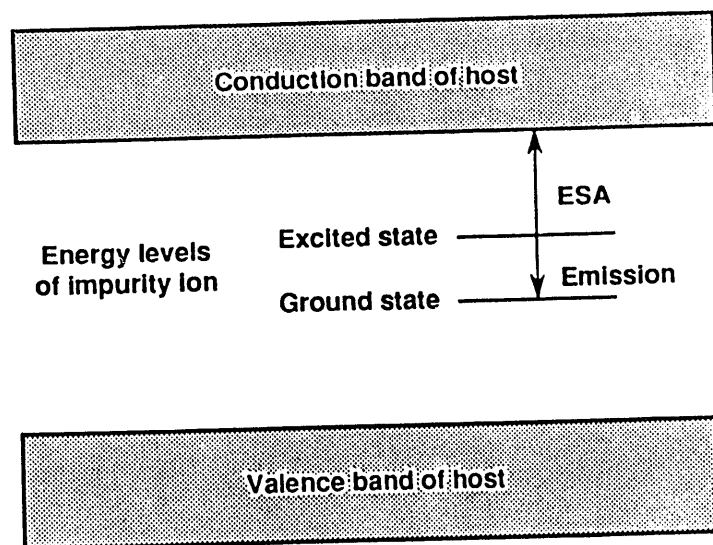 Conduction band of host
ESA
Excited state
Energy levels
of impurity ion
Emission
Ground state
Valence band of host